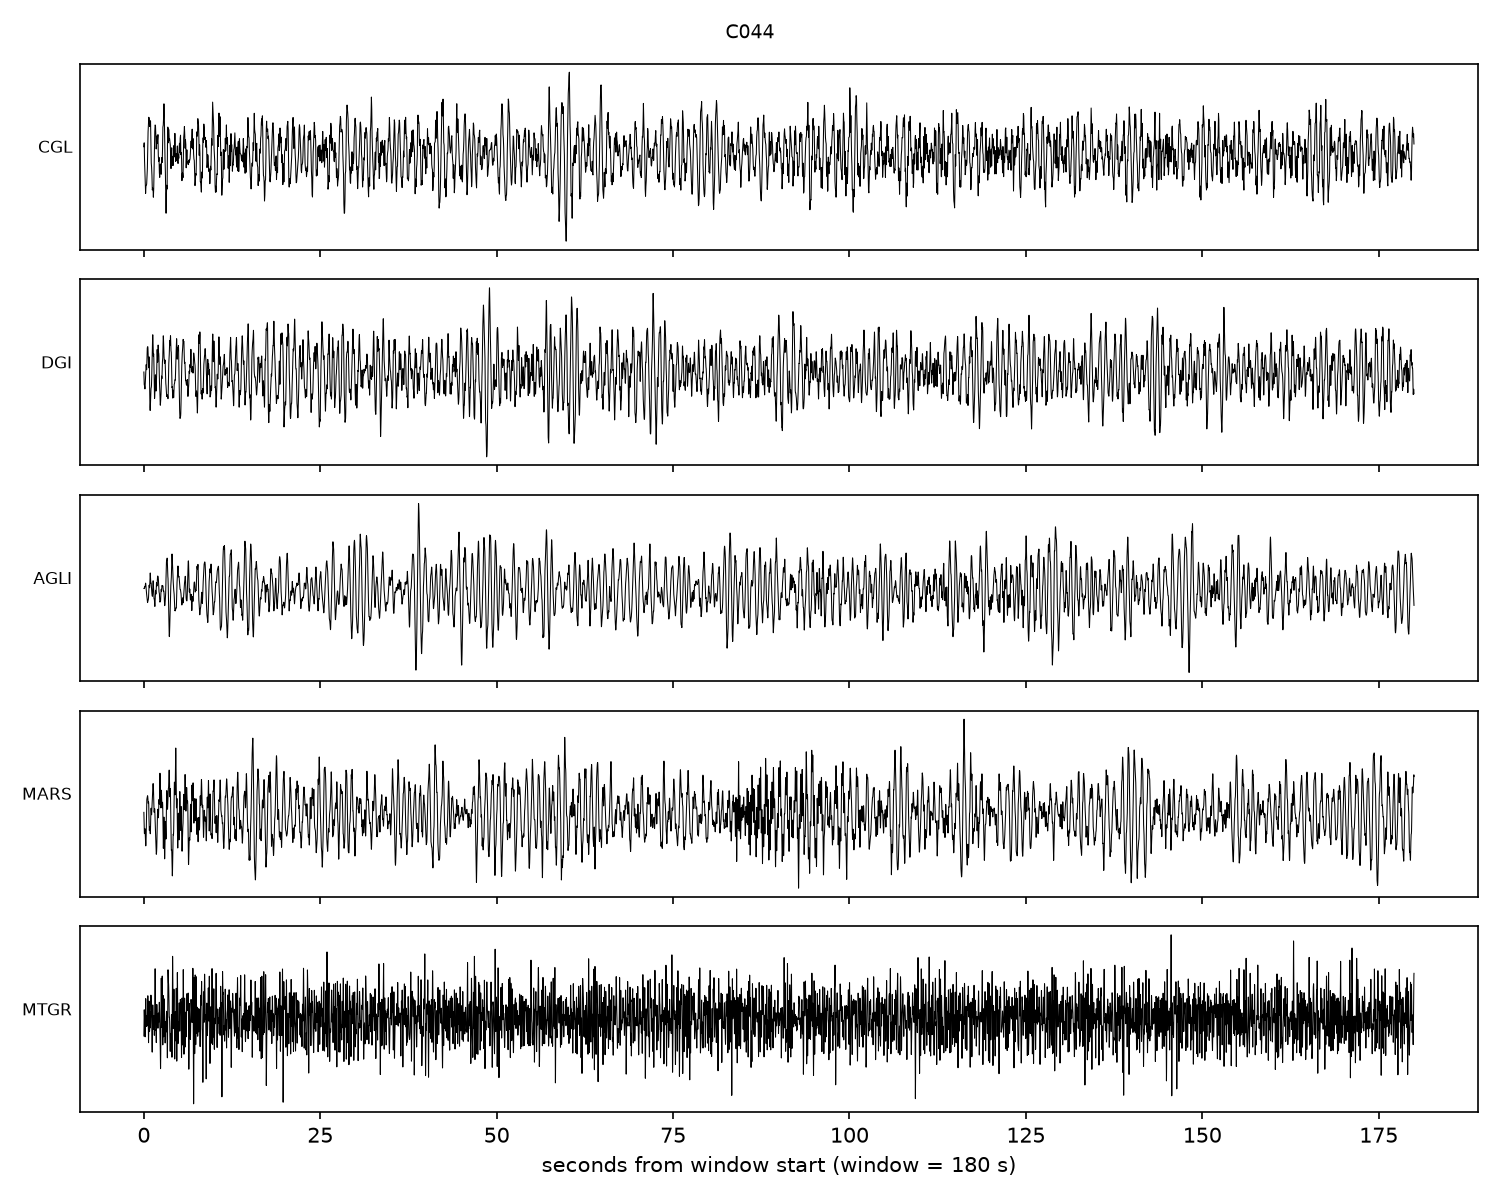 C044
CGL
DGI
AGLI
MARS
MTGR
0 25 50 75 100 125 150 175
seconds from window start (window = 180 s)